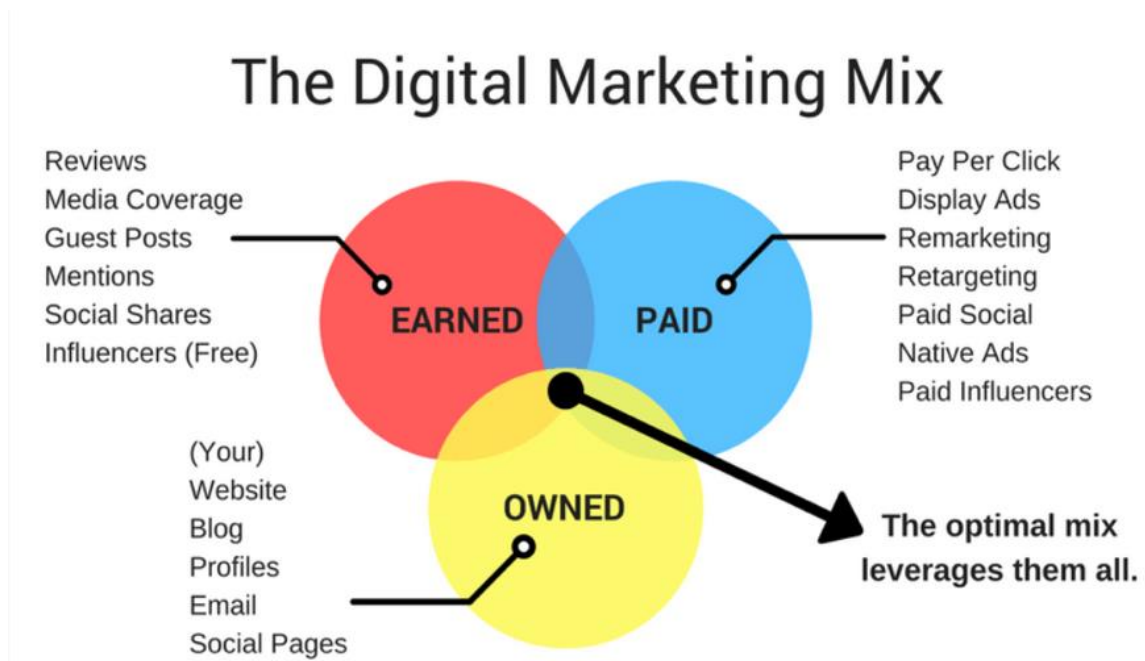 The Digital Marketing Mix
Reviews
Media Coverage
Guest Posts
Mentions
Social Shares
Influencers (Free)
EARNED
PAID
Pay Per Click
Display Ads
Remarketing
Retargeting
Paid Social
Native Ads
Paid Influencers
(Your)
Website
Blog
Profiles
Email
Social Pages
OWNED
The optimal mix
leverages them all.